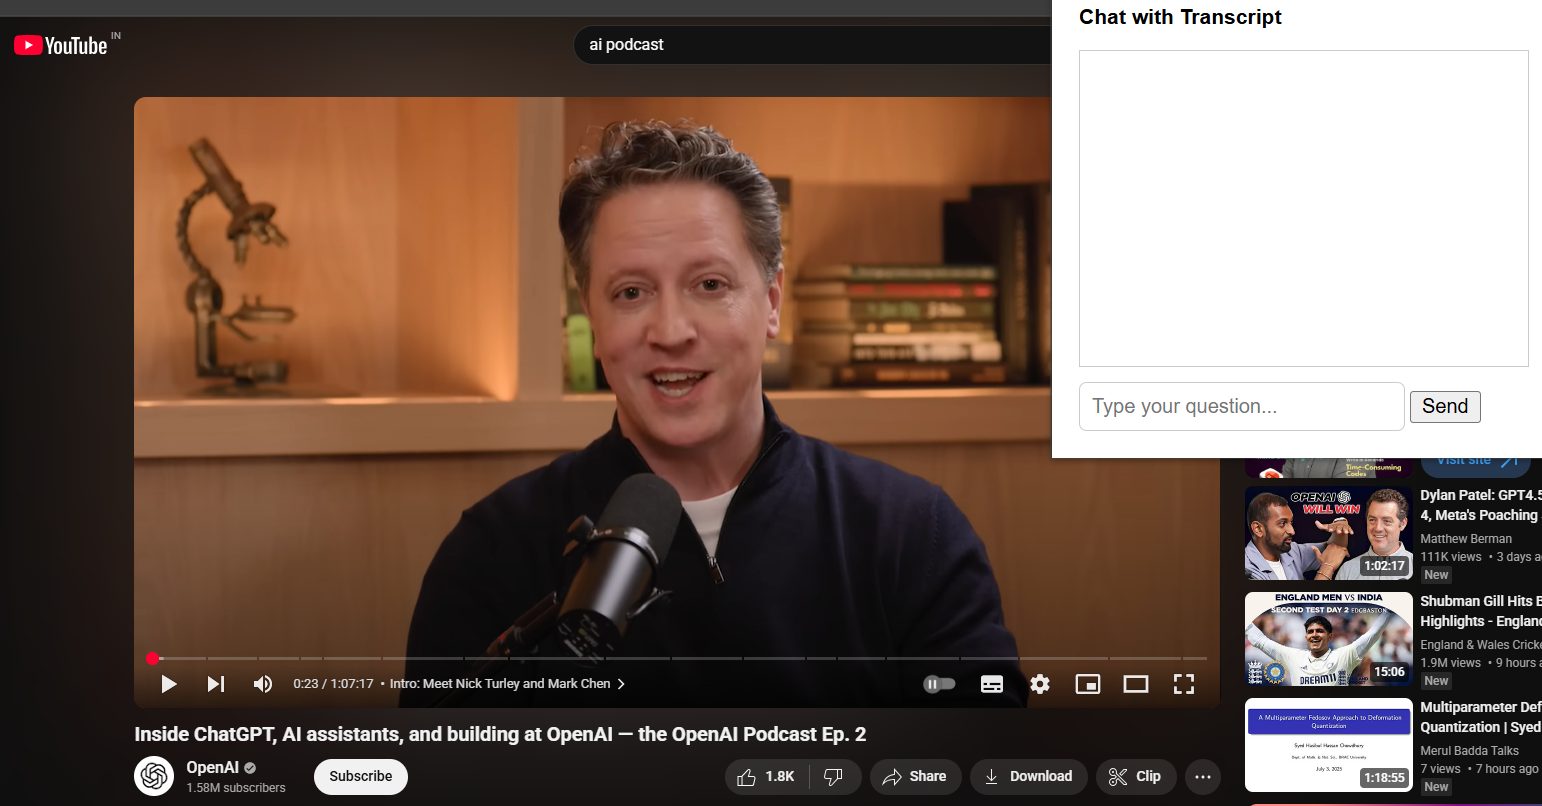 YouTube IN
ai podcast
Chat with Transcript
Type your question...
Send
0:23 / 1:07:17 • Intro: Meet Nick Turley and Mark Chen
Inside ChatGPT, AI assistants, and building at OpenAI — the OpenAI Podcast Ep. 2
OpenAI
1.58M subscribers
Subscribe
1.8K
Share
Download
Clip
Time-Consuming
Codes
Visit site
OPENAI
WILL WIN
1:02:17
Dylan Patel: GPT4.5
4, Meta's Poaching
Matthew Berman
111K views • 3 days a
New
ENGLAND MEN VS INDIA
SECOND TEST DAY 2 EDGBASTON
DREAM11
15:06
Shubman Gill Hits
Highlights - England
England & Wales Cricke
1.9M views • 9 hours a
New
A Multiparameter Fedosov Approach to Deformation
Quantization
Syed Hasibul Hassan Chowdhury
Dept. of Math. & Nat. Sc., BRAC University
July 3, 2025
1:18:55
Multiparameter Def
Quantization | Syed
Merul Badda Talks
7 views • 7 hours ago
New